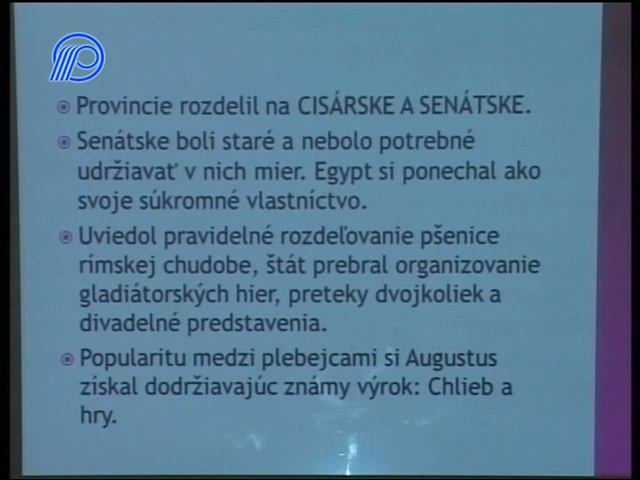 Provincie rozdelil na CISÁRSKE A SENÁTSKE.
Senátske boli staré a nebolo potrebné
udržiavať v nich mier. Egypt si ponechal ako
svoje súkromné vlastníctvo.
Uviedol pravidelné rozdeľovanie pšenice
rímskej chudobe, štát prebral organizovanie
gladiátorských hier, preteky dvojkoliek a
divadelné predstavenia.
Popularitu medzi plebejcami si Augustus
získal dodržiavajúc známy výrok: Chlieb a
hry.